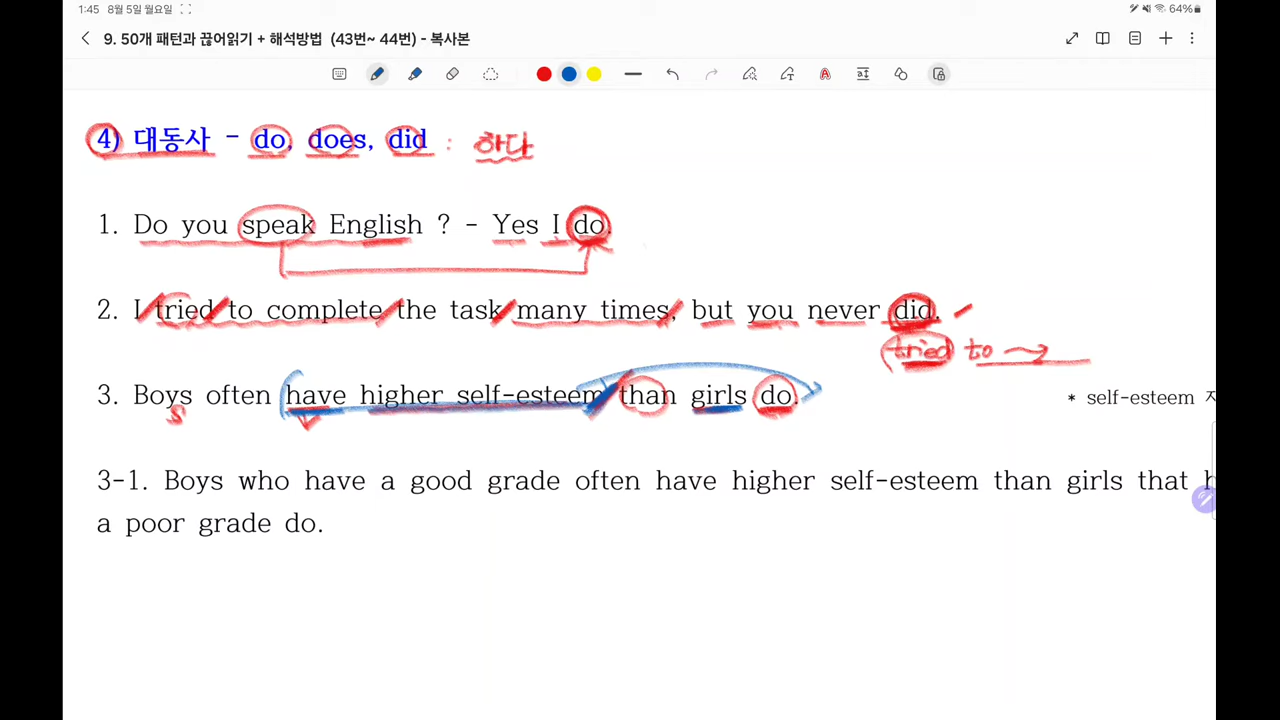 1:45 8월 5일 월요일 64%
9. 50개 패턴과 끊어읽기 + 해석방법 (43번~ 44번) - 복사본
4) 대동사 - do, does, did : 하다
1. Do you speak English ? - Yes I do.
2. I tried to complete the task many times, but you never did.
tried to
3. Boys often have higher self-esteem than girls do. * self-esteem
s v
3-1. Boys who have a good grade often have higher self-esteem than girls that
a poor grade do.